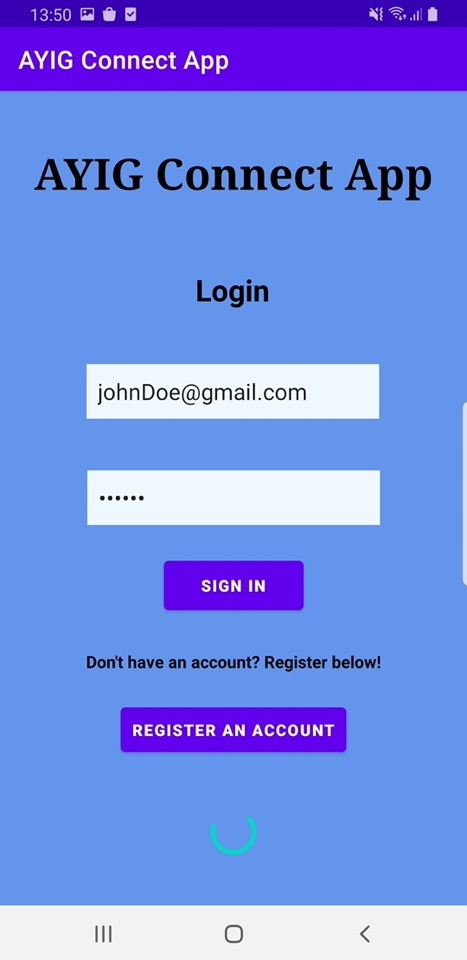 13:50
AYIG Connect App
AYIG Connect App
Login
johnDoe@gmail.com
••••••
SIGN IN
Don't have an account? Register below!
REGISTER AN ACCOUNT